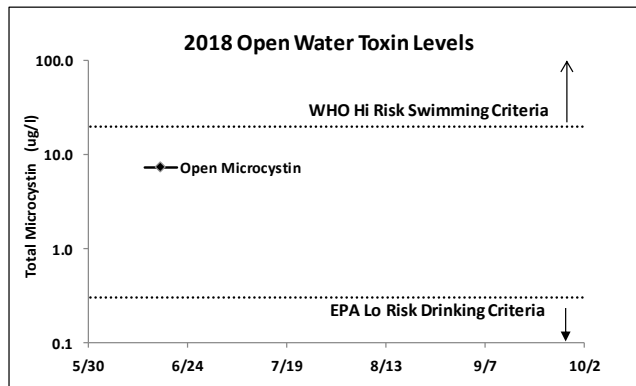 2018 Open Water Toxin Levels
100.0
WHO Hi Risk Swimming Criteria
10.0
Open Microcystin
Total Microcystin (ug/l)
1.0
EPA Lo Risk Drinking Criteria
0.1
5/30 6/24 7/19 8/13 9/7 10/2